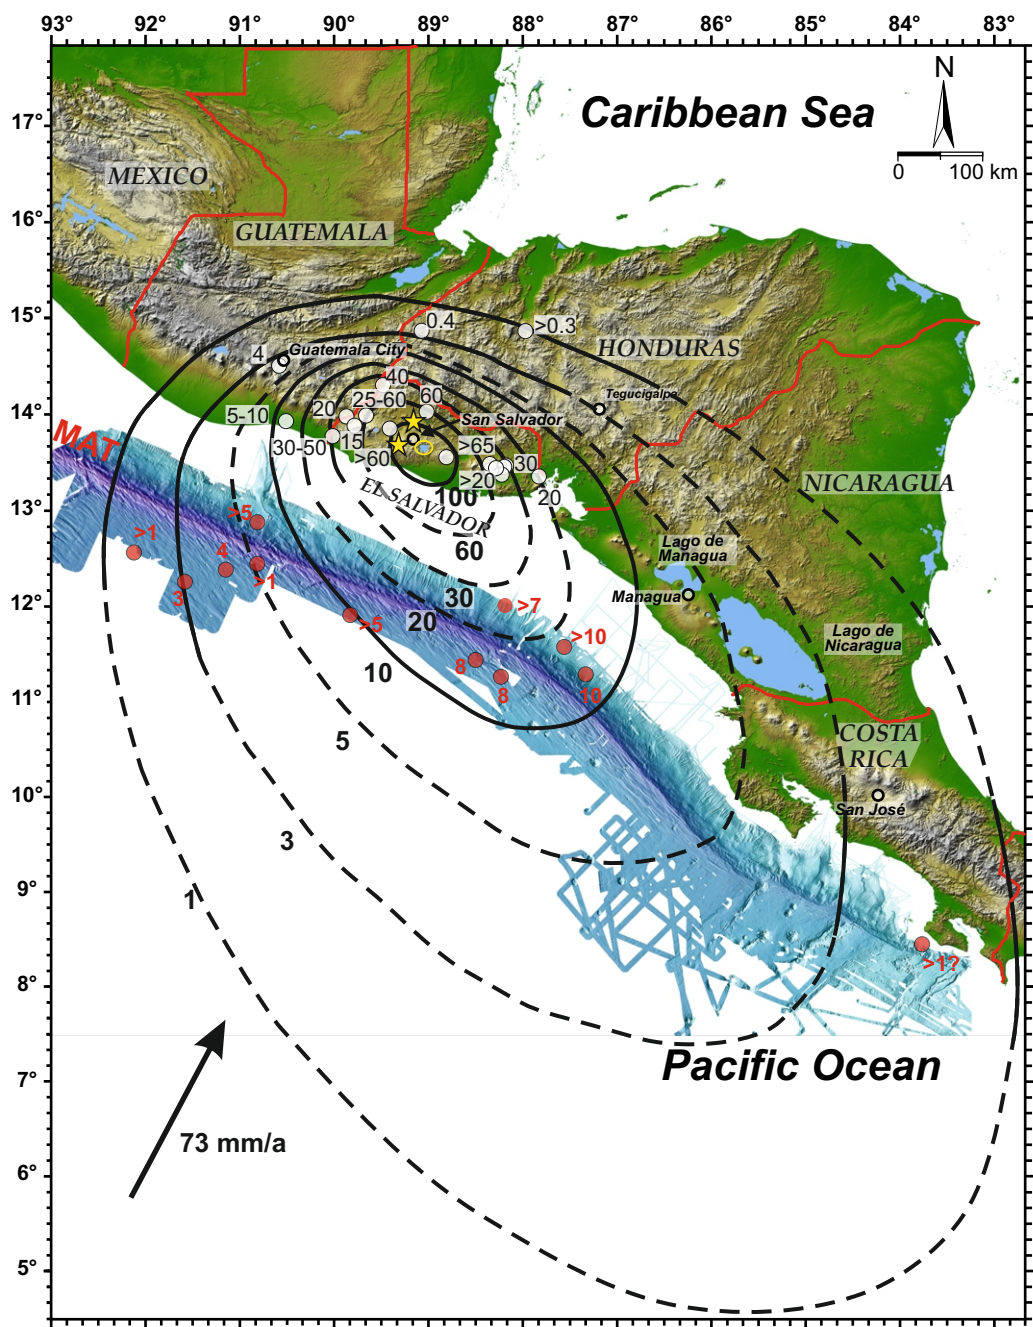 93° 92° 91° 90° 89° 88° 87° 86° 85° 84° 83°
N
Caribbean Sea
17°
0 100 km
MEXICO
16°
GUATEMALA
15°
0.4 >0.3
HONDURAS
4 Guatemala City
40 60
Tegucigalpa
25-60
14°
20
5-10
San Salvador
MAT
30-50 15
>65
>60
30
NICARAGUA
>20
EL SALVADOR
100
20
13°
>5
>1
Lago de
Managua
60
4
>1
3
30
>7
Managua
12°
>5
20
Lago de
Nicaragua
>10
8
10
8
10
11°
5
COSTA
RICA
10°
San José
3
9°
1
>1?
8°
Pacific Ocean
7°
73 mm/a
6°
5°